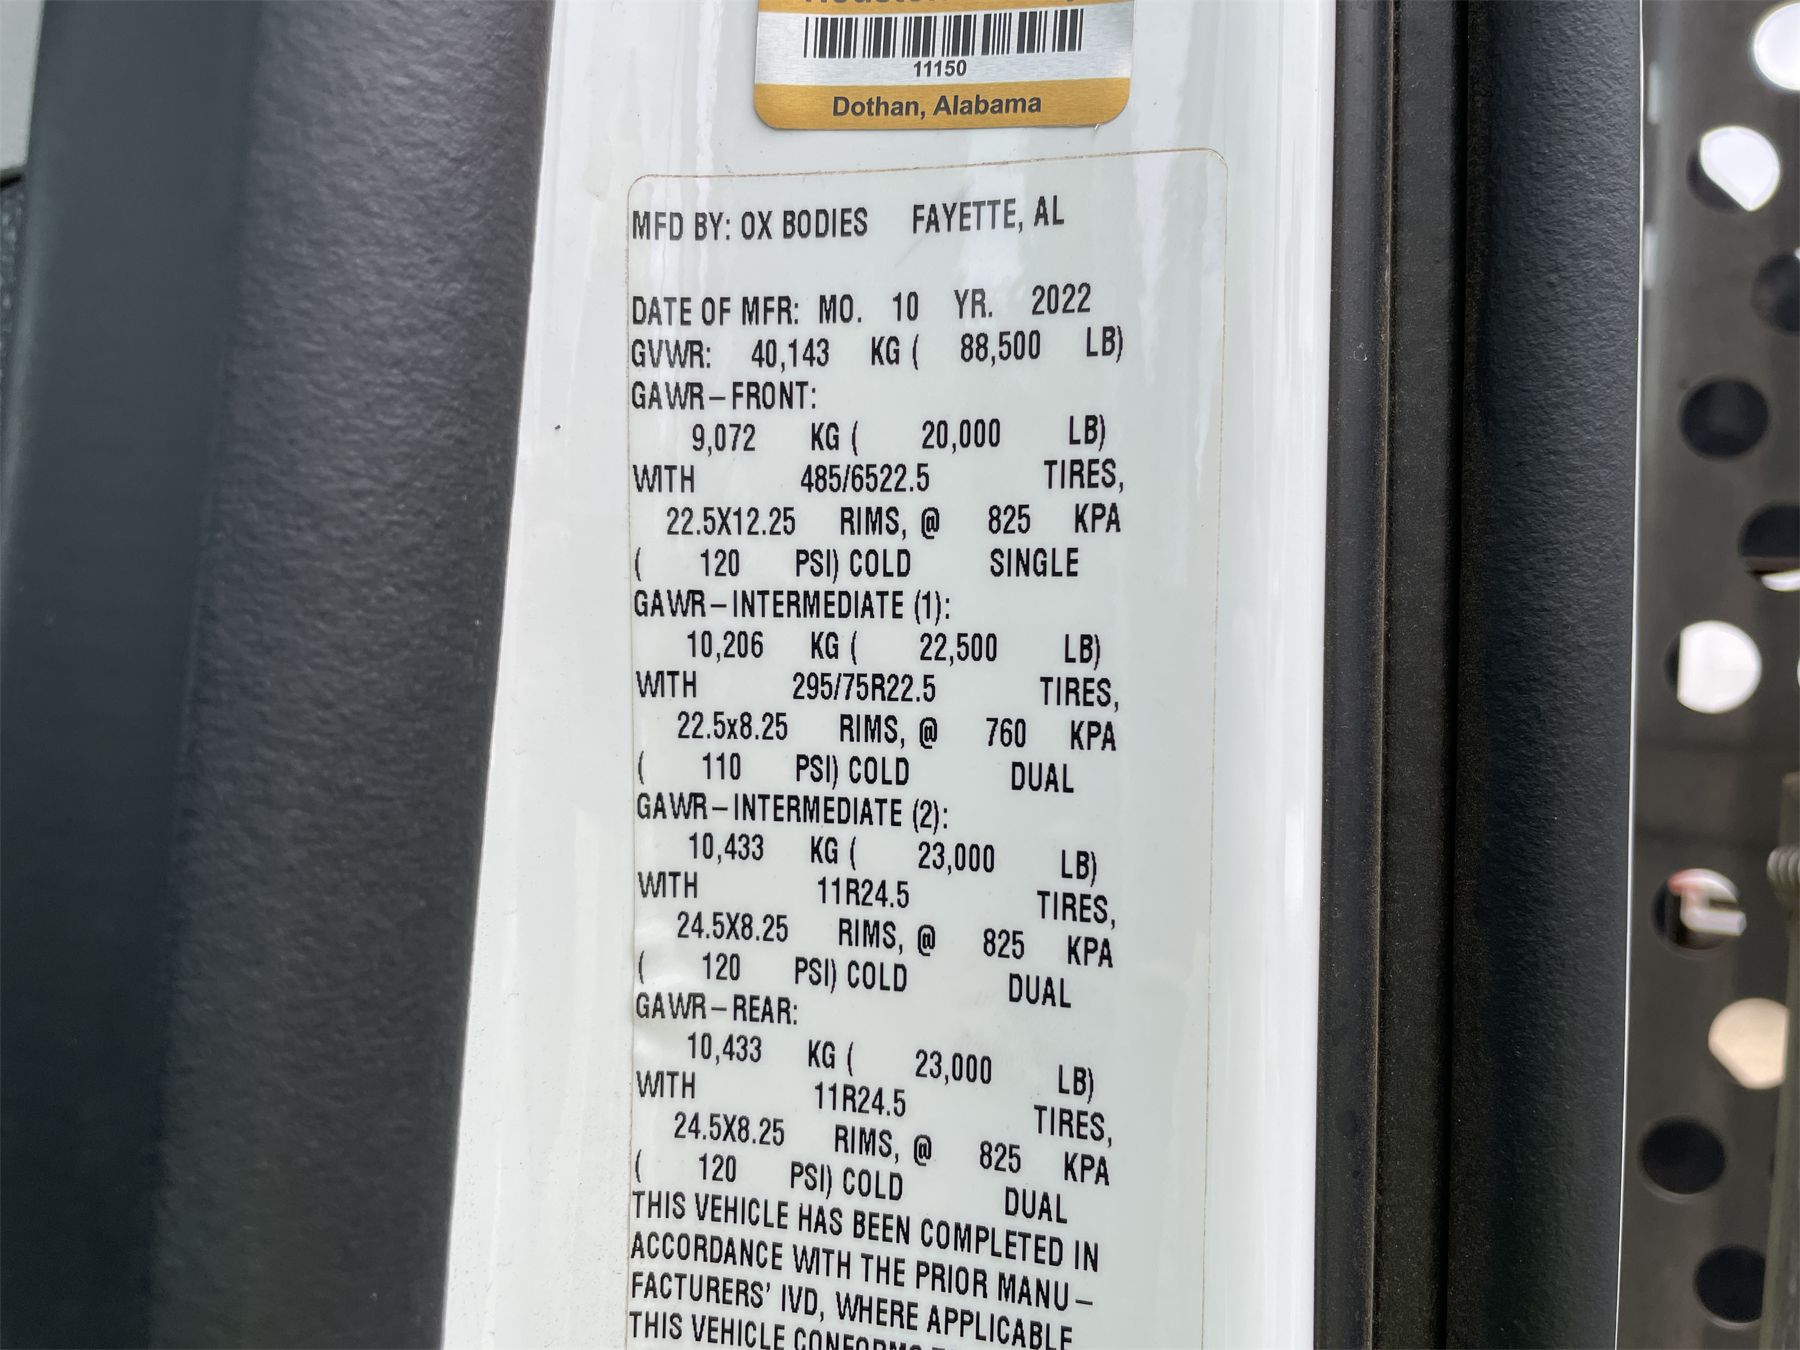 11150
Dothan, Alabama
MFD BY: OX BODIES FAYETTE, AL
DATE OF MFR: MO. 10 YR. 2022
GVWR: 40,143 KG ( 88,500 LB)
GAWR–FRONT:
9,072 KG ( 20,000 LB)
WITH 485/6522.5 TIRES,
22.5X12.25 RIMS, @ 825 KPA
( 120 PSI) COLD SINGLE
GAWR–INTERMEDIATE (1):
10,206 KG ( 22,500 LB)
WITH 295/75R22.5 TIRES,
22.5x8.25 RIMS, @ 760 KPA
( 110 PSI) COLD DUAL
GAWR–INTERMEDIATE (2):
10,433 KG ( 23,000 LB)
WITH 11R24.5 TIRES,
24.5X8.25 RIMS, @ 825 KPA
( 120 PSI) COLD DUAL
GAWR–REAR:
10,433 KG ( 23,000 LB)
WITH 11R24.5 TIRES,
24.5X8.25 RIMS, @ 825 KPA
( 120 PSI) COLD DUAL
THIS VEHICLE HAS BEEN COMPLETED IN
ACCORDANCE WITH THE PRIOR MANU–
FACTURERS' IVD, WHERE APPLICABLE
THIS VEHICLE CONFORMS